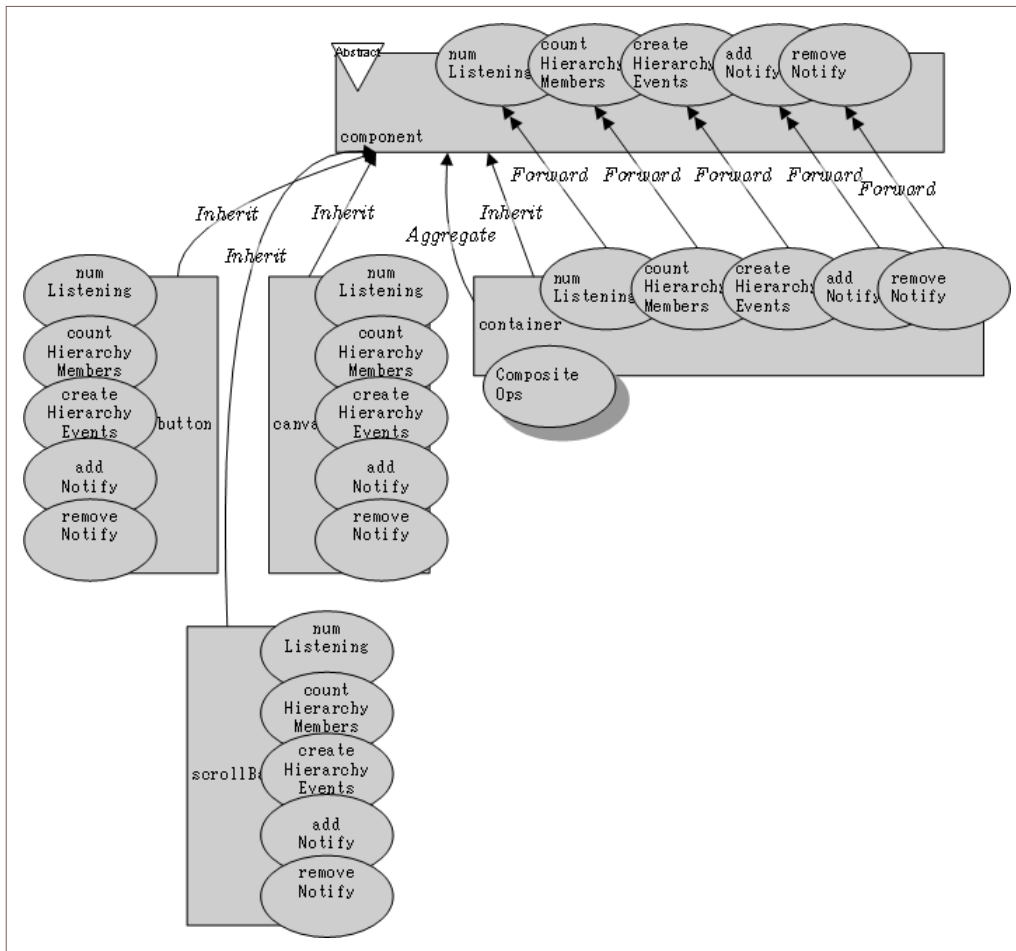 Abstract
num
Listening
count
Hierarchy
Members
create
Hierarchy
Events
add
Notify
remove
Notify
component
Forward
Forward
Forward
Forward
Forward
Inherit
Inherit
Inherit
Aggregate
Inherit
num
Listening
count
Hierarchy
Members
create
Hierarchy
Events
add
Notify
remove
Notify
button
num
Listening
count
Hierarchy
Members
create
Hierarchy
Events
add
Notify
remove
Notify
canva
num
Listening
count
Hierarchy
Members
create
Hierarchy
Events
add
Notify
remove
Notify
container
Composite
Ops
num
Listening
count
Hierarchy
Members
create
Hierarchy
Events
add
Notify
remove
Notify
scrollBa